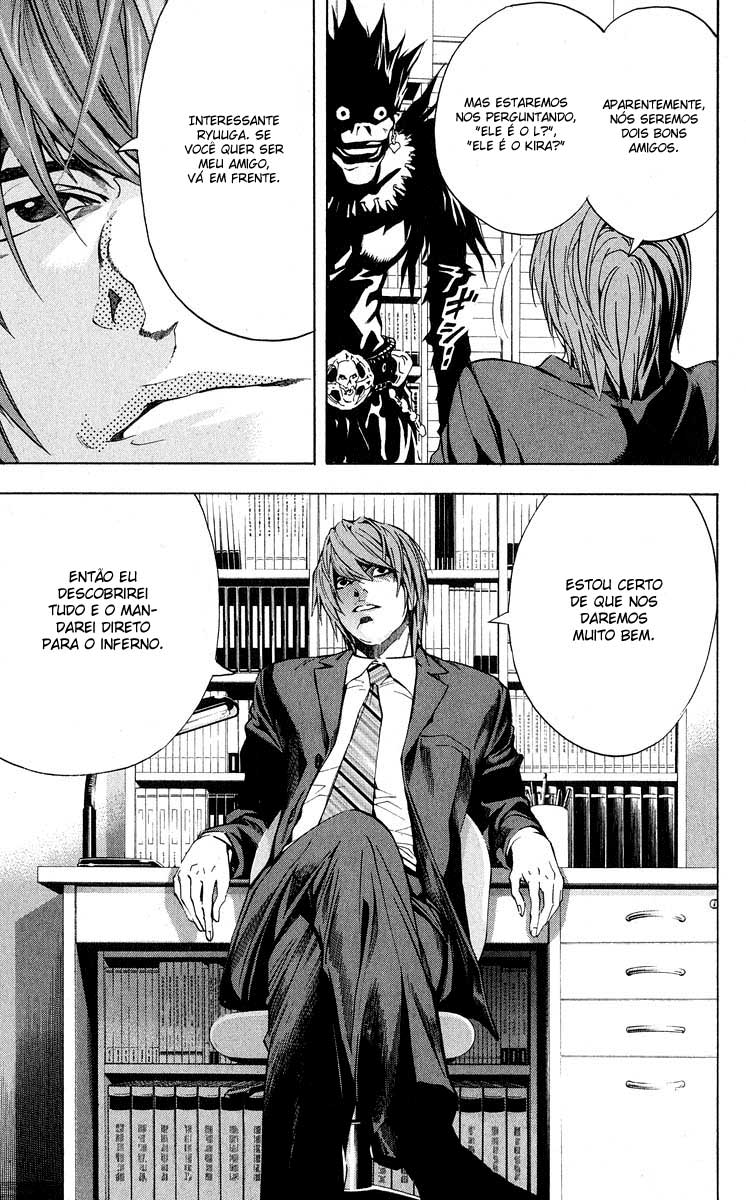 APARENTEMENTE,
NÓS SEREMOS
DOIS BONS
AMIGOS.
MAS ESTAREMOS
NOS PERGUNTANDO,
"ELE É O L?",
"ELE É O KIRA?"
INTERESSANTE
RYUUGA. SE
VOCÊ QUER SER
MEU AMIGO,
VÁ EM FRENTE.
ESTOU CERTO
DE QUE NOS
DAREMOS
MUITO BEM.
ENTÃO EU
DESCOBRIREI
TUDO E O MAN-
DAREI DIRETO
PARA O INFERNO.